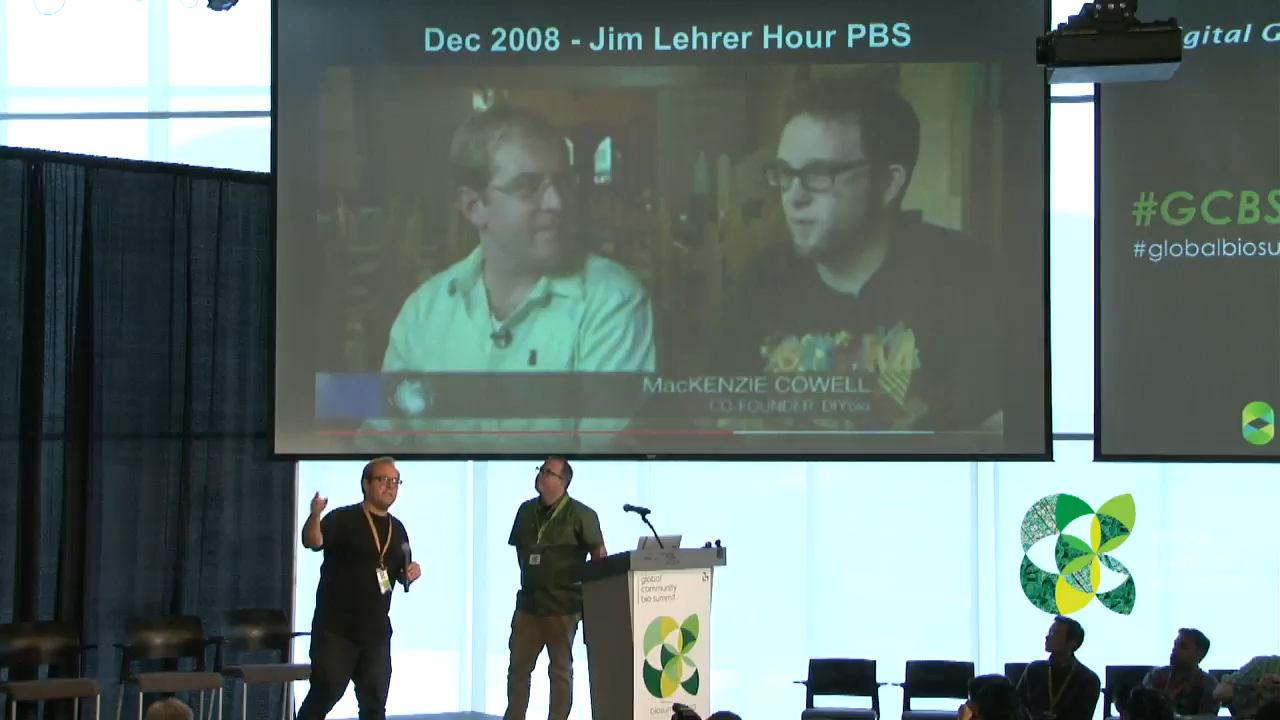 Dec 2008 - Jim Lehrer Hour PBS
MacKENZIE COWELL
CO-FOUNDER, DIYbio
igital G
#GCBS
#globalbiosu
global
community
bio summit